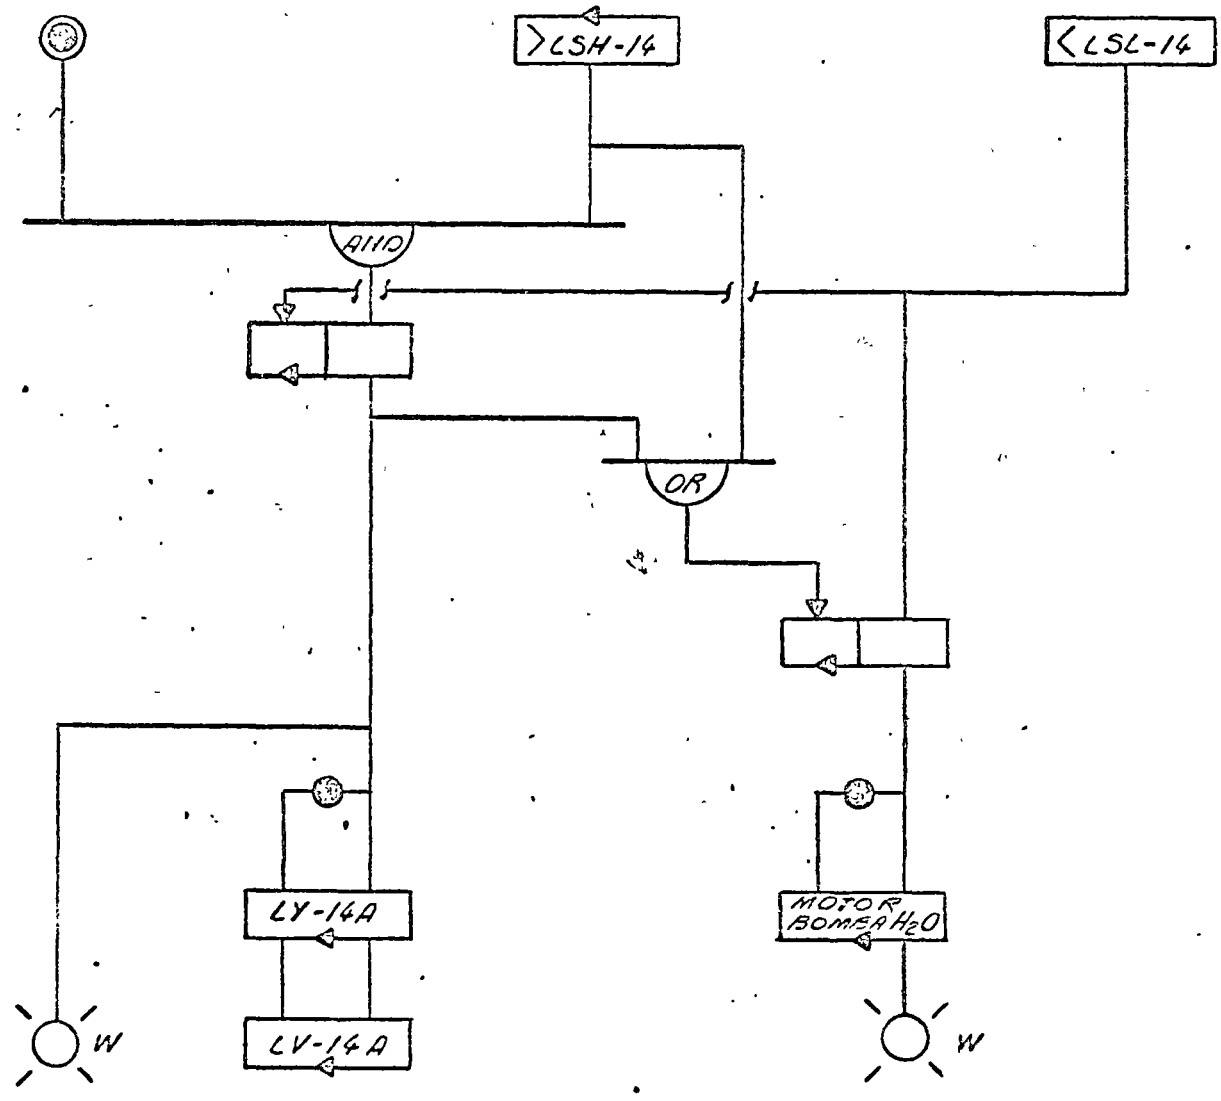 >LSH-14
<LSL-14
AND
OR
LY-14A
MOTOR
BOMBA H2O
LV-14A
W
W